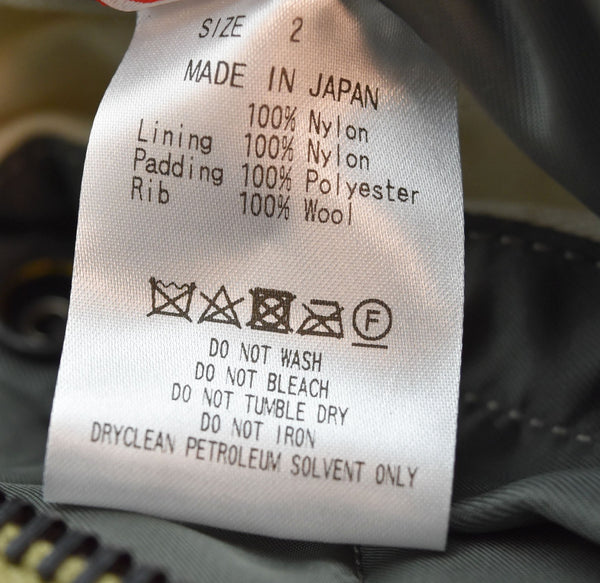 SIZE 2
MADE IN JAPAN
100% Nylon
Lining 100% Nylon
Padding 100% Polyester
Rib 100% Wool
F
DO NOT WASH
DO NOT BLEACH
DO NOT TUMBLE DRY
DO NOT IRON
DRYCLEAN PETROLEUM SOLVENT ONLY